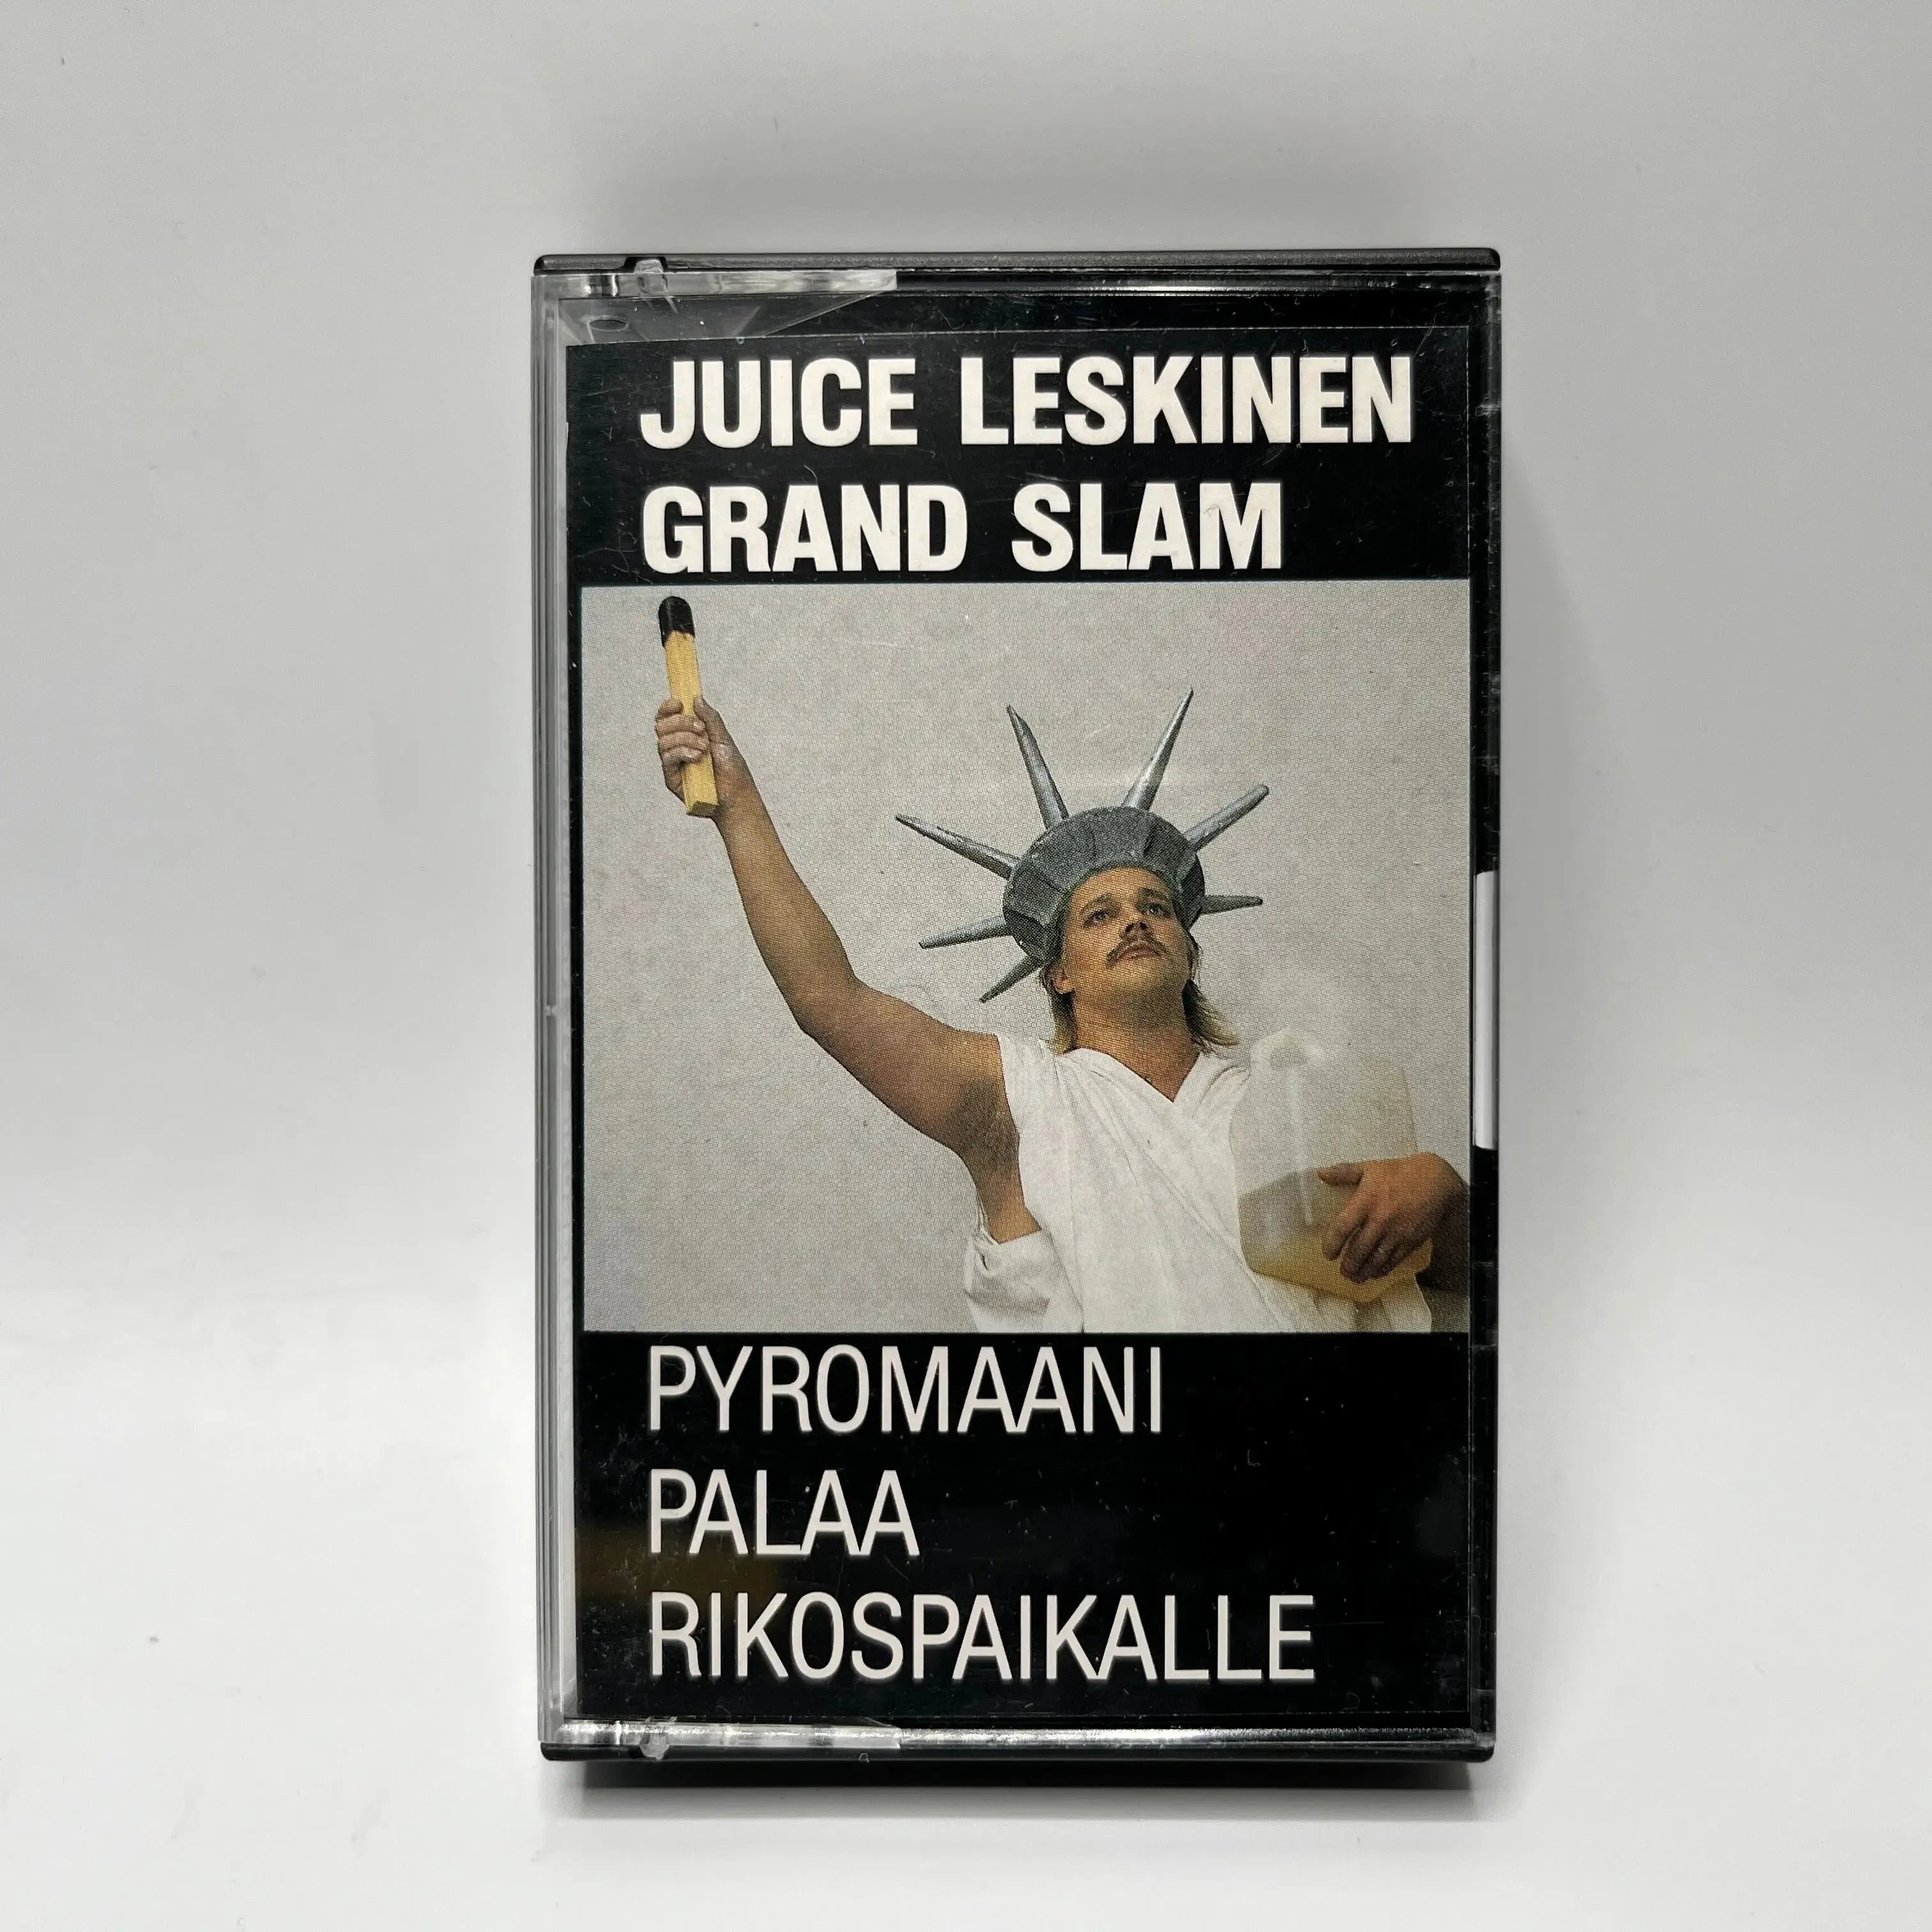 JUICE LESKINEN
GRAND SLAM
PYROMAANI
PALAA
RIKOSPAIKALLE